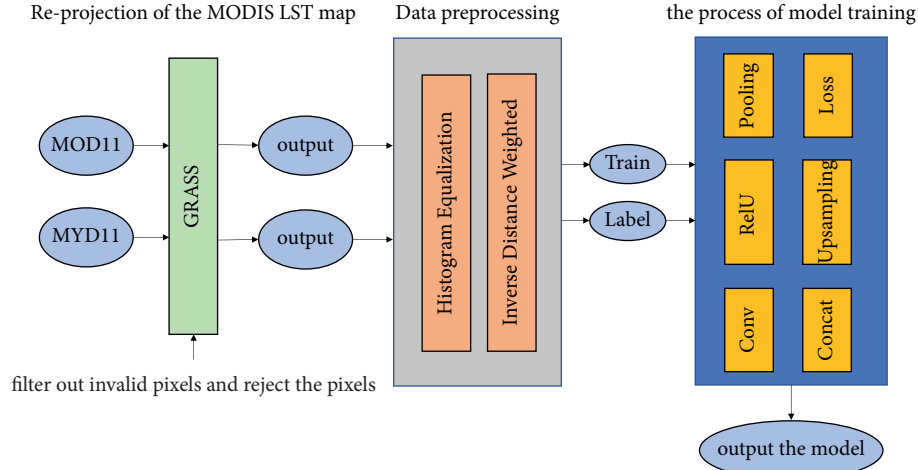 Re-projection of the MODIS LST map
Data preprocessing
the process of model training
MOD11
MYD11
GRASS
output
output
filter out invalid pixels and reject the pixels
Histogram Equalization
Inverse Distance Weighted
Train
Label
Pooling
Loss
RelU
Upsampling
Conv
Concat
output the model